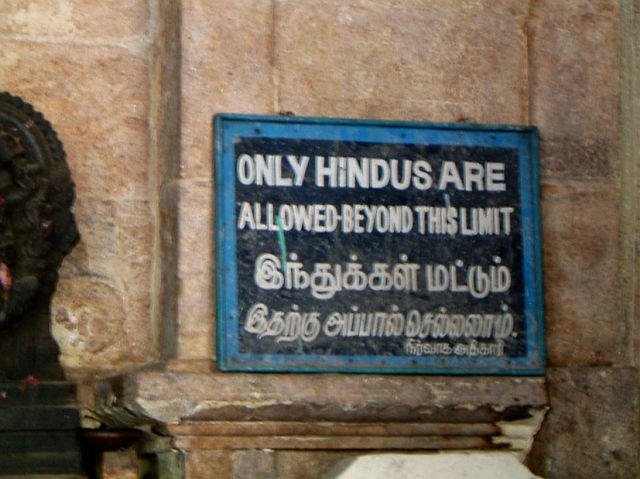 ONLY HINDUS ARE
ALLOWED-BEYOND THIS LIMIT
இந்துக்கள் மட்டும்
இதற்கு அப்பால் செல்லலாம்.
நிர்வாக அதிகாரி